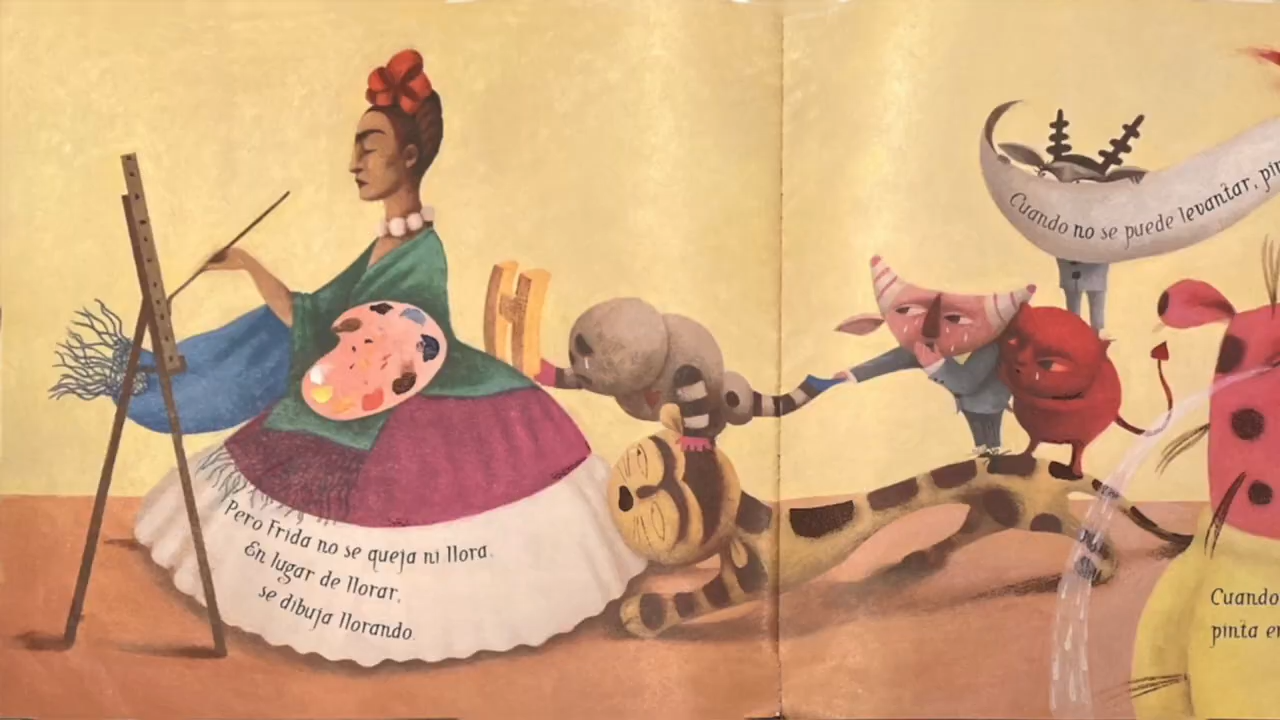 Pero Frida no se queja ni llora.
En lugar de llorar,
se dibuja llorando.
Cuando no se puede levantar,
Cuando
pinta